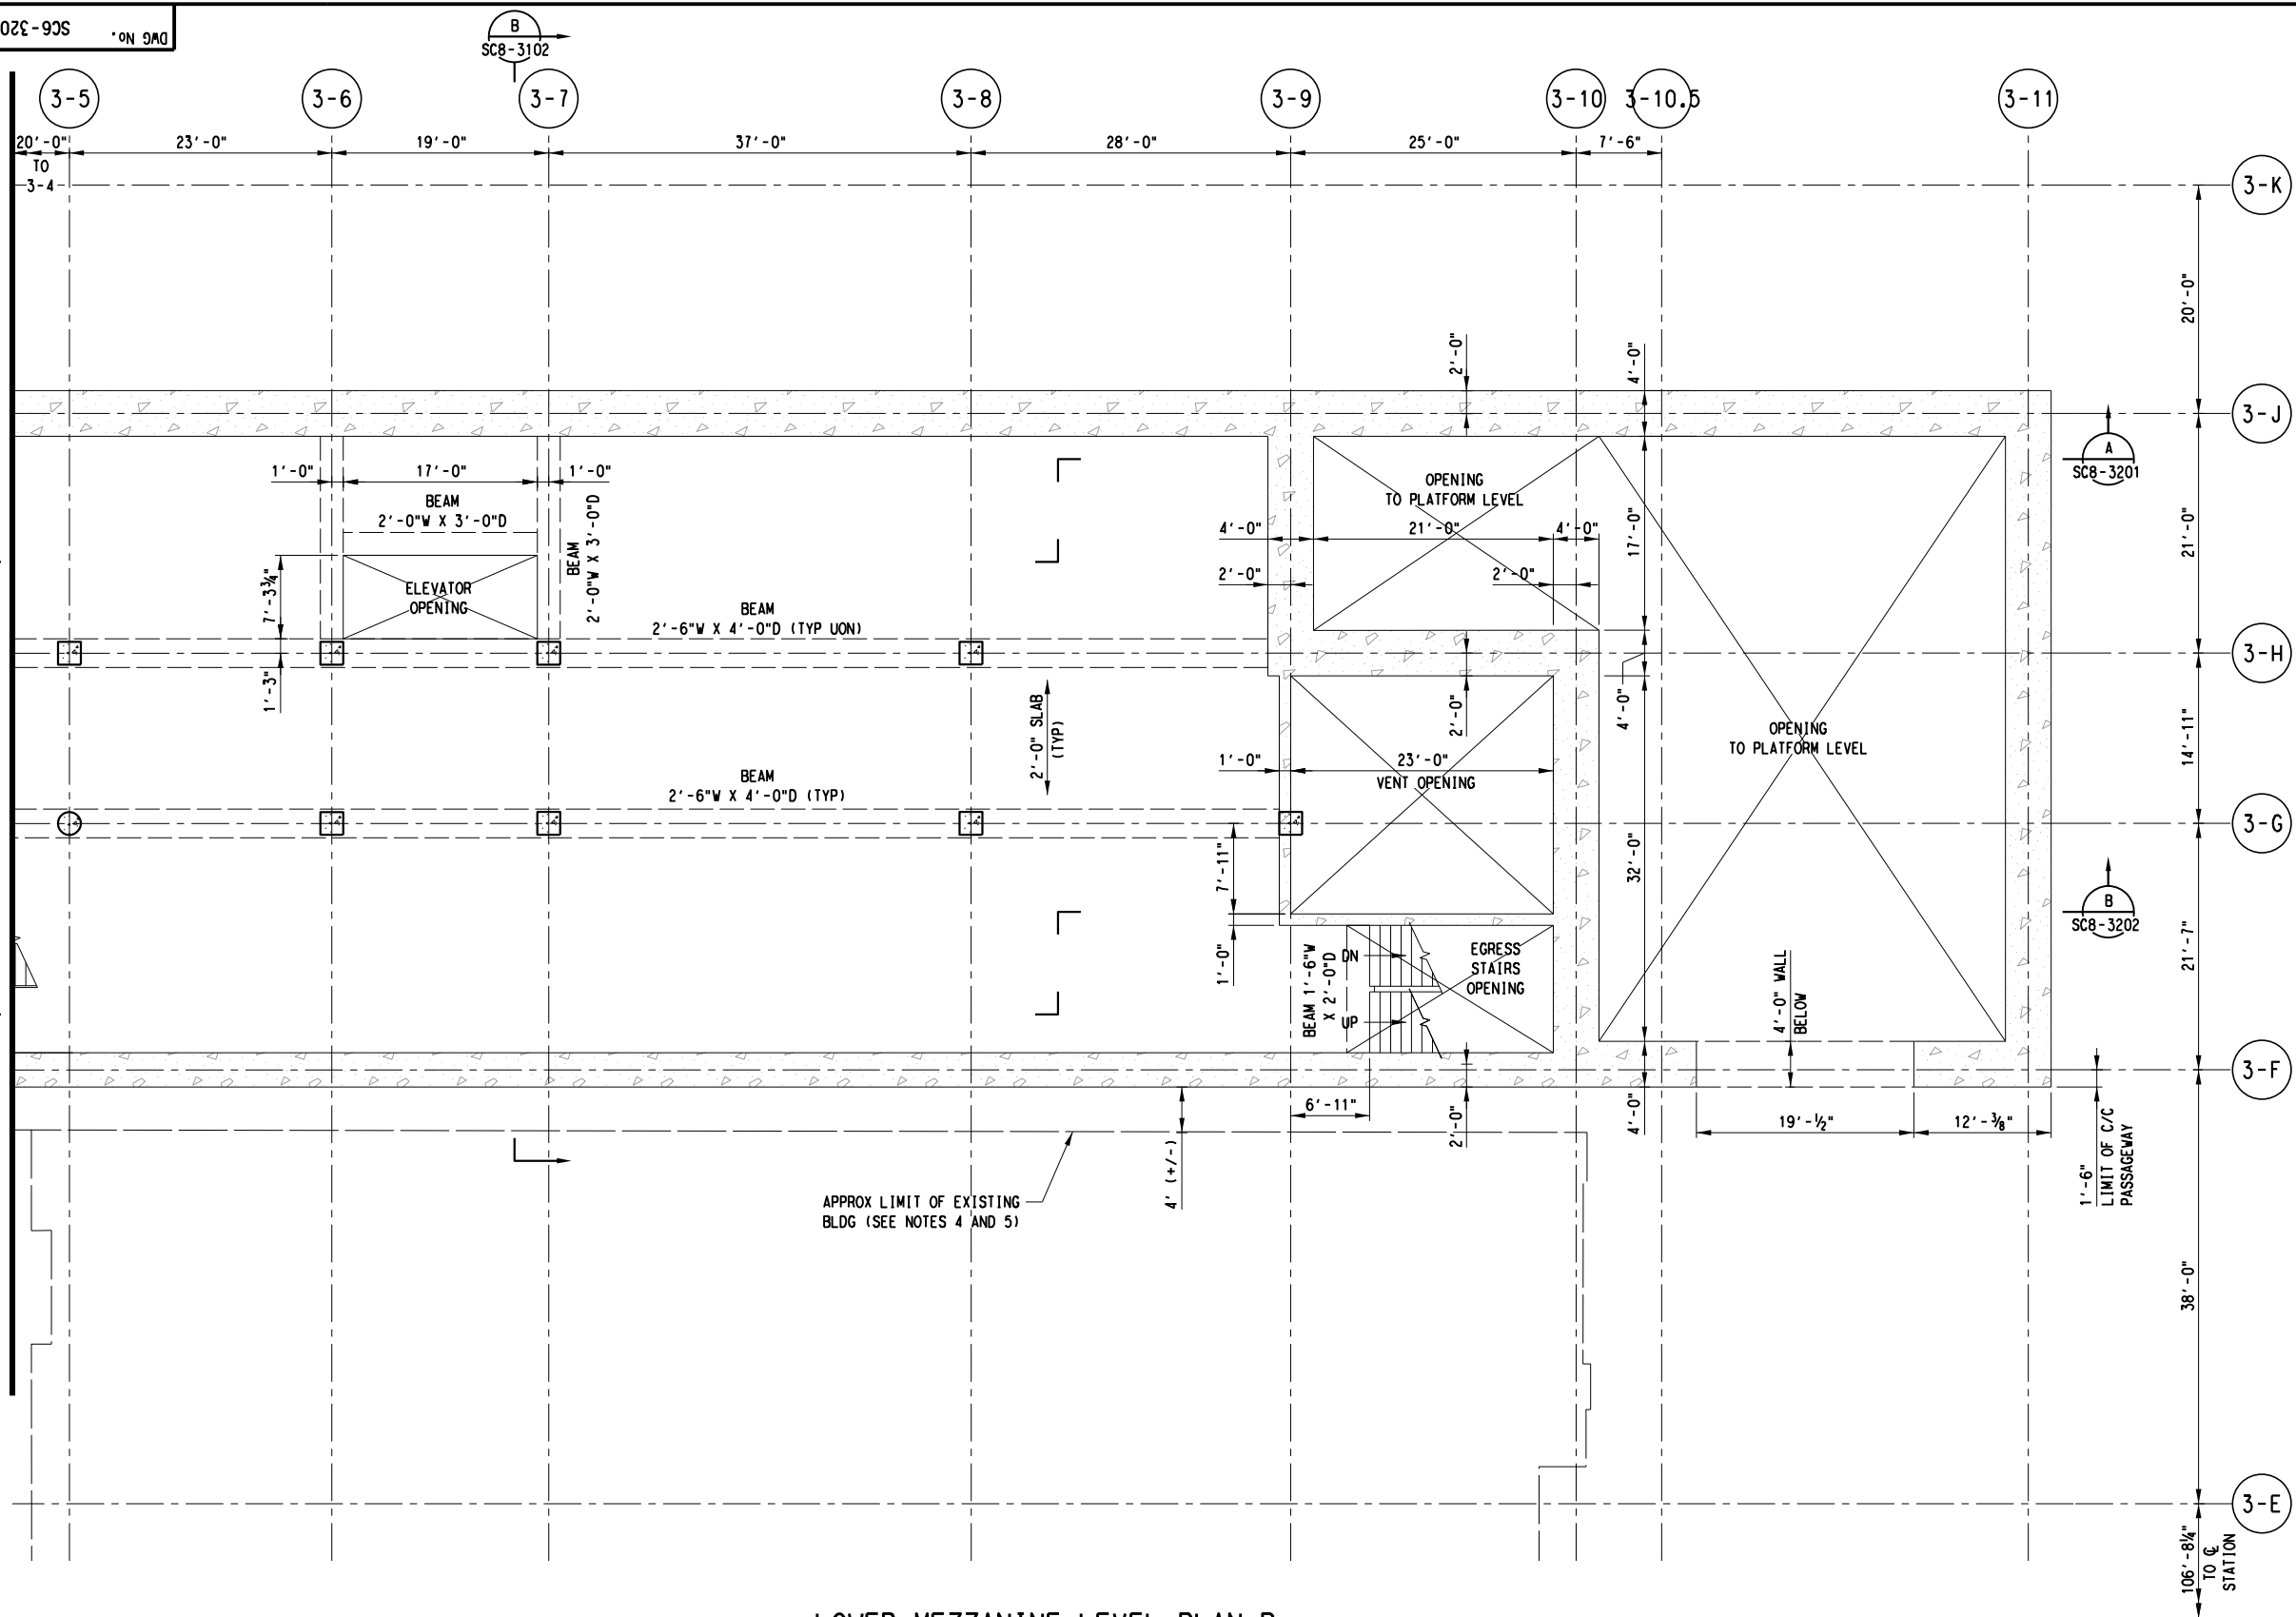 DWG No. SC6-320
B
SC8-3102
3-5
3-6
3-7
3-8
3-9
3-10
3-10.5
3-11
20'-0"
TO
3-4
23'-0"
19'-0"
37'-0"
28'-0"
25'-0"
7'-6"
3-K
20'-0"
2'-0"
4'-0"
3-J
A
SC8-3201
1'-0"
17'-0"
1'-0"
BEAM
2'-0"W X 3'-0"D
BEAM
2'-0"W X 3'-0"D
OPENING
TO PLATFORM LEVEL
4'-0"
21'-0"
4'-0"
17'-0"
21'-0"
2'-0"
2'-0"
7'-3¾"
ELEVATOR
OPENING
BEAM
2'-6"W X 4'-0"D (TYP UON)
3-H
1'-3"
2'-0" SLAB
(TYP)
2'-0"
4'-0"
OPENING
TO PLATFORM LEVEL
14'-11"
1'-0"
23'-0"
VENT OPENING
BEAM
2'-6"W X 4'-0"D (TYP)
3-G
7'-11"
32'-0"
B
SC8-3202
1'-0"
BEAM 1'-6"W
X 2'-0"D
DN
EGRESS
STAIRS
OPENING
UP
4'-0" WALL
BELOW
21'-7"
3-F
6'-11"
2'-0"
4'-0"
19'-½"
12'-⅜"
4' (+/-)
1'-6"
LIMIT OF C/C
PASSAGEWAY
APPROX LIMIT OF EXISTING
BLDG (SEE NOTES 4 AND 5)
38'-0"
3-E
106'-8¼"
TO ℄
STATION
LOWER MEZZANINE LEVEL PLAN B